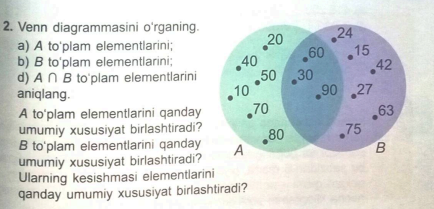 2. Venn diagrammasini o'rganing.
a) A to'plam elementlarini;
b) B to'plam elementlarini;
d) A ∩ B to'plam elementlarini
aniqlang.
A to'plam elementlarini qanday
umumiy xususiyat birlashtiradi?
B to'plam elementlarini qanday
umumiy xususiyat birlashtiradi?
Ularning kesishmasi elementlarini
qanday umumiy xususiyat birlashtiradi?
20
40
50
10
70
80
60
30
90
24
15
42
27
63
75
A
B